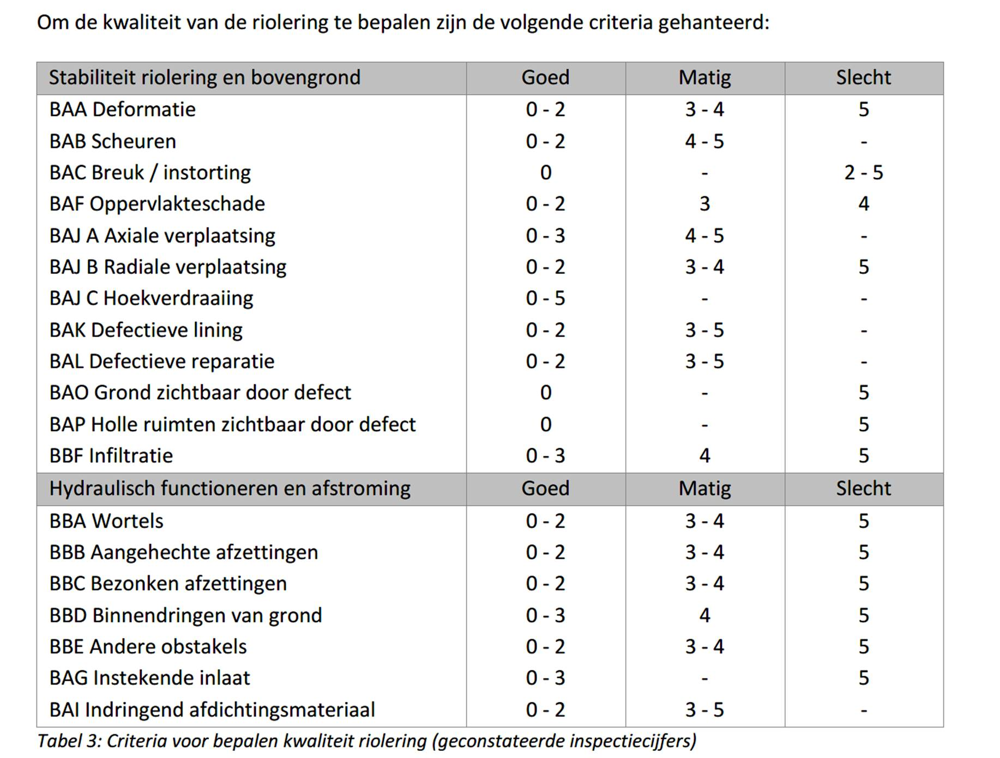 Om de kwaliteit van de riolering te bepalen zijn de volgende criteria gehanteerd:
Stabiliteit riolering en bovengrond Goed Matig Slecht
BAA Deformatie 0 - 2 3 - 4 5
BAB Scheuren 0 - 2 4 - 5 -
BAC Breuk / instorting 0 - 2 - 5
BAF Oppervlakteschade 0 - 2 3 4
BAJ A Axiale verplaatsing 0 - 3 4 - 5 -
BAJ B Radiale verplaatsing 0 - 2 3 - 4 5
BAJ C Hoekverdraaiing 0 - 5 - -
BAK Defectieve lining 0 - 2 3 - 5 -
BAL Defectieve reparatie 0 - 2 3 - 5 -
BAO Grond zichtbaar door defect 0 - 5
BAP Holle ruimten zichtbaar door defect 0 - 5
BBF Infiltratie 0 - 3 4 5
Hydraulisch functioneren en afstroming Goed Matig Slecht
BBA Wortels 0 - 2 3 - 4 5
BBB Aangehechte afzettingen 0 - 2 3 - 4 5
BBC Bezonken afzettingen 0 - 2 3 - 4 5
BBD Binnendringen van grond 0 - 3 4 5
BBE Andere obstakels 0 - 2 3 - 4 5
BAG Instekende inlaat 0 - 3 - 5
BAI Indringend afdichtingsmateriaal 0 - 2 3 - 5 -
Tabel 3: Criteria voor bepalen kwaliteit riolering (geconstateerde inspectiecijfers)